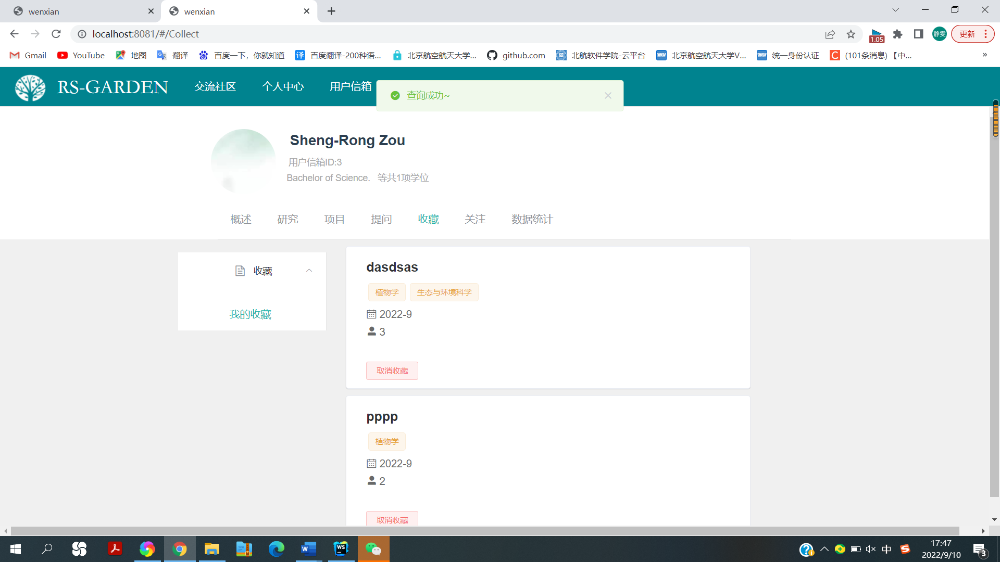 wenxian
wenxian
localhost:8081/#/Collect
1.05
静雯
更新
Gmail
YouTube
地图
翻译
百度一下，你就知道
百度翻译-200种语...
北京航空航天大学...
github.com
北航软件学院-云平台
北京航空航天大学V...
统一身份认证
(101条消息)【中...
»
RS-GARDEN
交流社区
个人中心
用户信箱
查询成功~
Sheng-Rong Zou
用户信箱ID:3
Bachelor of Science. 等共1项学位
概述
研究
项目
提问
收藏
关注
数据统计
收藏
我的收藏
dasdsas
植物学
生态与环境科学
2022-9
3
取消收藏
pppp
植物学
2022-9
2
取消收藏
中
17:47
2022/9/10
3